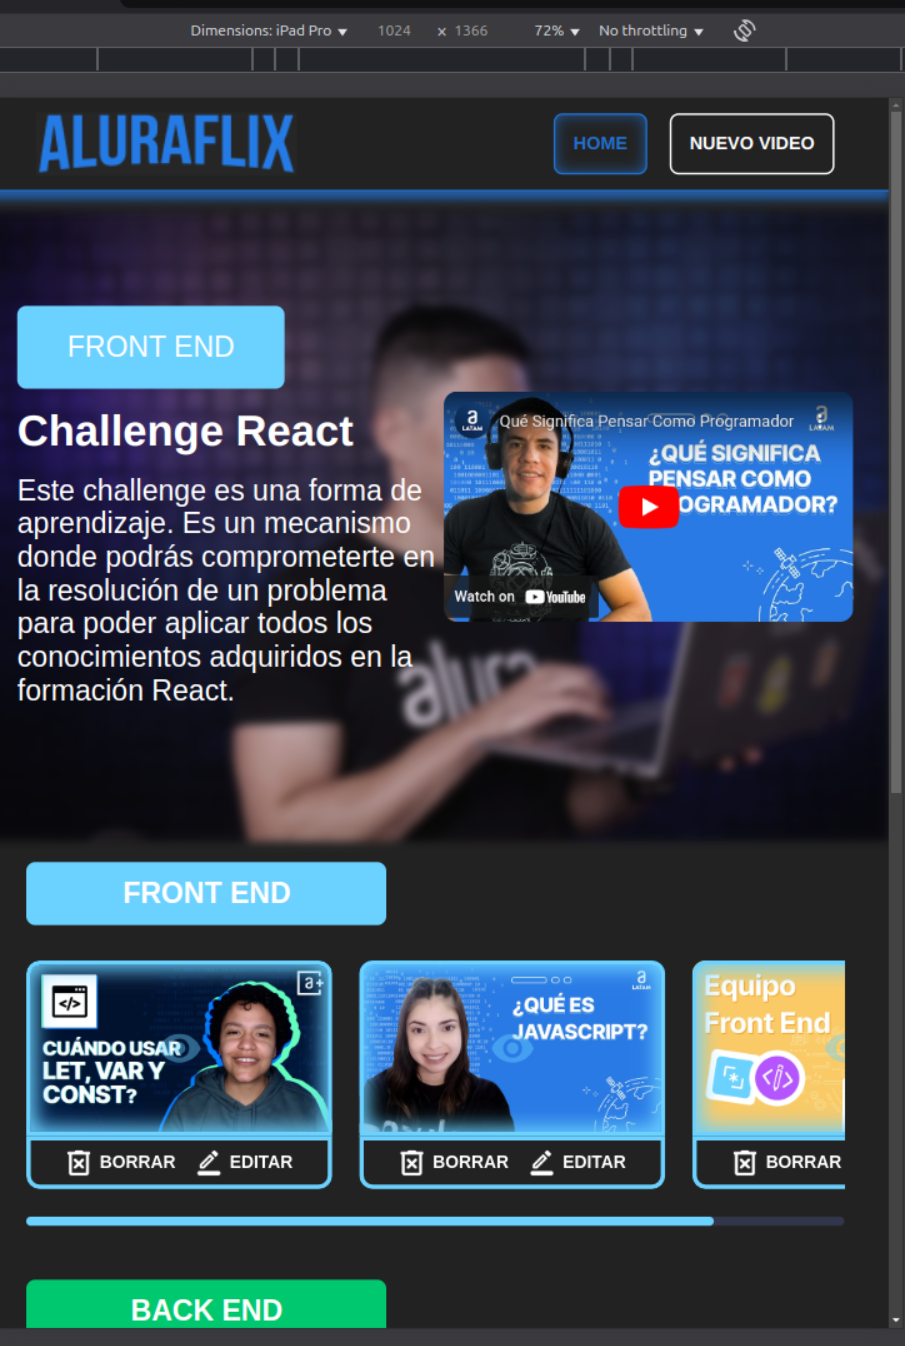 Dimensions: iPad Pro ▼ 1024 x 1366 72% ▼ No throttling ▼
ALURAFLIX
HOME
NUEVO VIDEO
FRONT END
Challenge React
Este challenge es una forma de
aprendizaje. Es un mecanismo
donde podrás comprometerte en
la resolución de un problema
para poder aplicar todos los
conocimientos adquiridos en la
formación React.
a
LATAM
Qué Significa Pensar Como Programador
a
LATAM
¿QUÉ SIGNIFICA
PENSAR COMO
OGRAMADOR?
Watch on YouTube
alura
FRONT END
</>
a+
CUÁNDO USAR
LET, VAR Y
CONST?
BORRAR
EDITAR
a
LATAM
¿QUÉ ES
JAVASCRIPT?
BORRAR
EDITAR
Equipo
Front End
BORRAR
BACK END